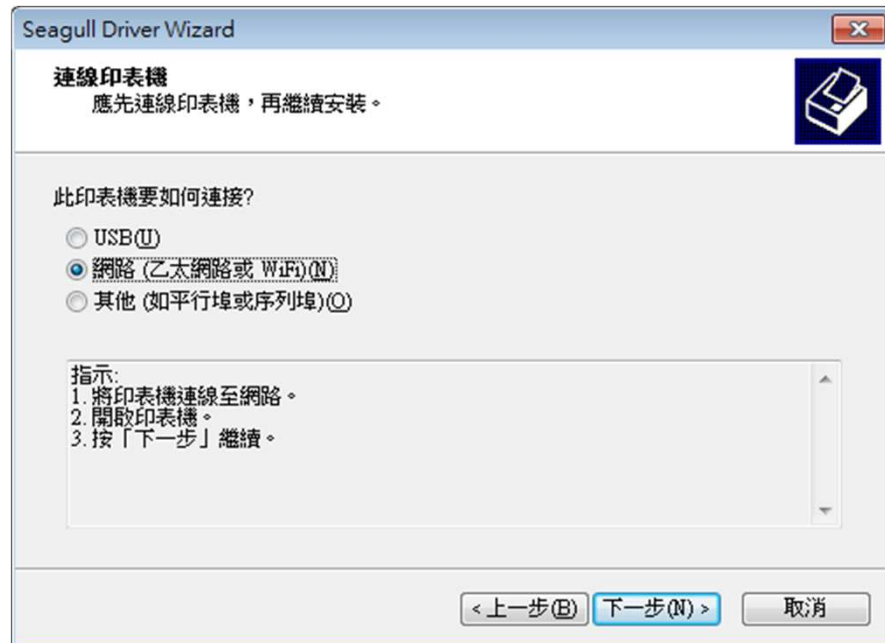 Seagull Driver Wizard
連線印表機
應先連線印表機，再繼續安裝。
此印表機要如何連接?
USB(U)
網路 (乙太網路或 WiFi)(N)
其他 (如平行埠或序列埠)(O)
指示:
1. 將印表機連線至網路。
2. 開啟印表機。
3. 按「下一步」繼續。
< 上一步(B) 下一步(N) > 取消